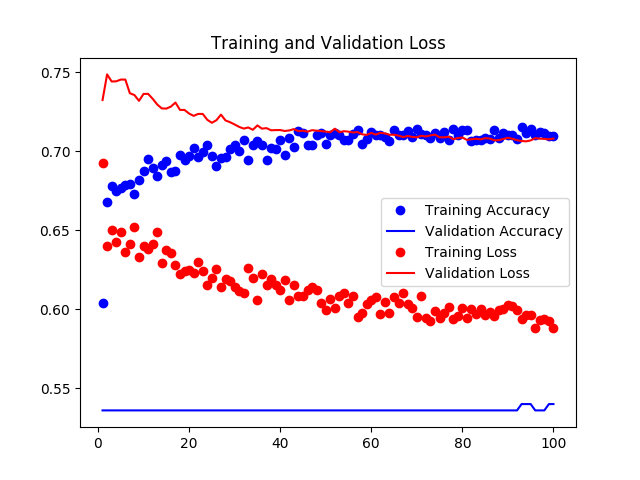 Training and Validation Loss
0.75
0.70
0.65
0.60
0.55
Training Accuracy
Validation Accuracy
Training Loss
Validation Loss
0 20 40 60 80 100